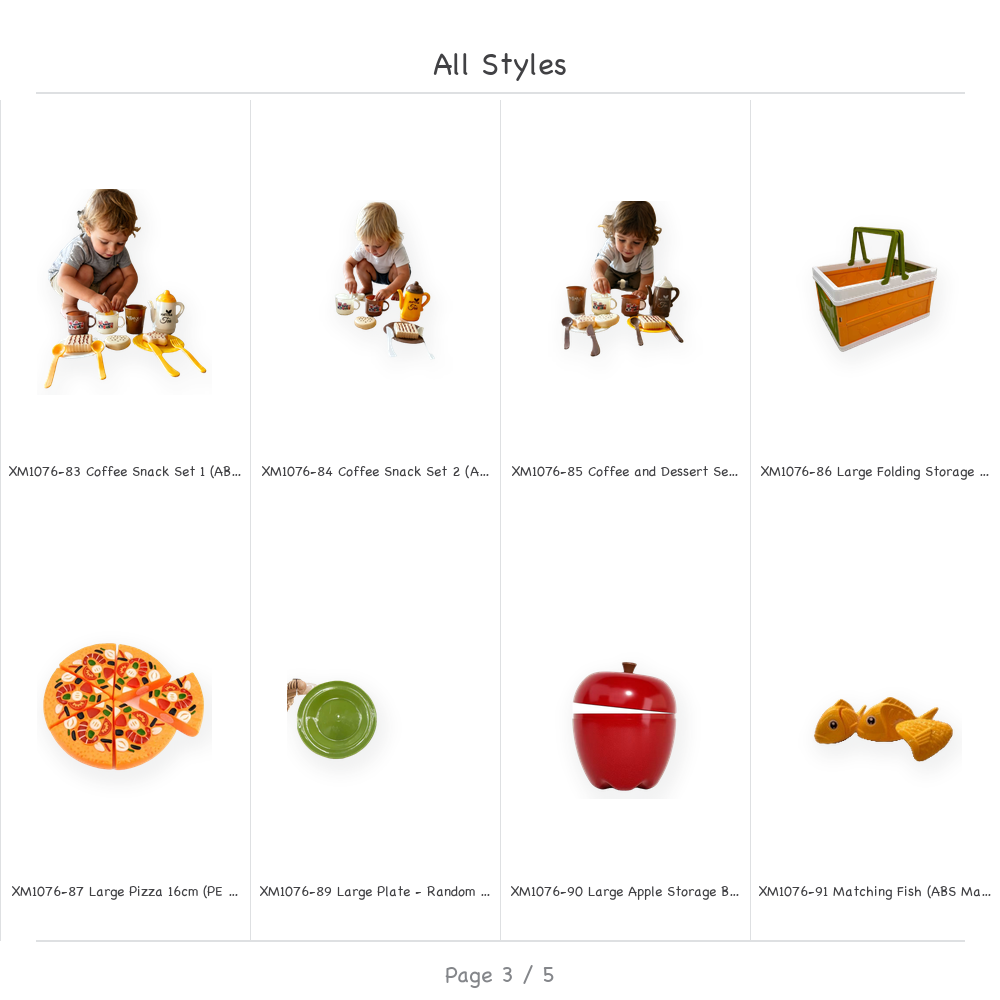 All Styles
XM1076-83 Coffee Snack Set 1 (AB...
XM1076-84 Coffee Snack Set 2 (A...
XM1076-85 Coffee and Dessert Se...
XM1076-86 Large Folding Storage ...
XM1076-87 Large Pizza 16cm (PE ...
XM1076-89 Large Plate - Random ...
XM1076-90 Large Apple Storage B...
XM1076-91 Matching Fish (ABS Ma...
Page 3 / 5